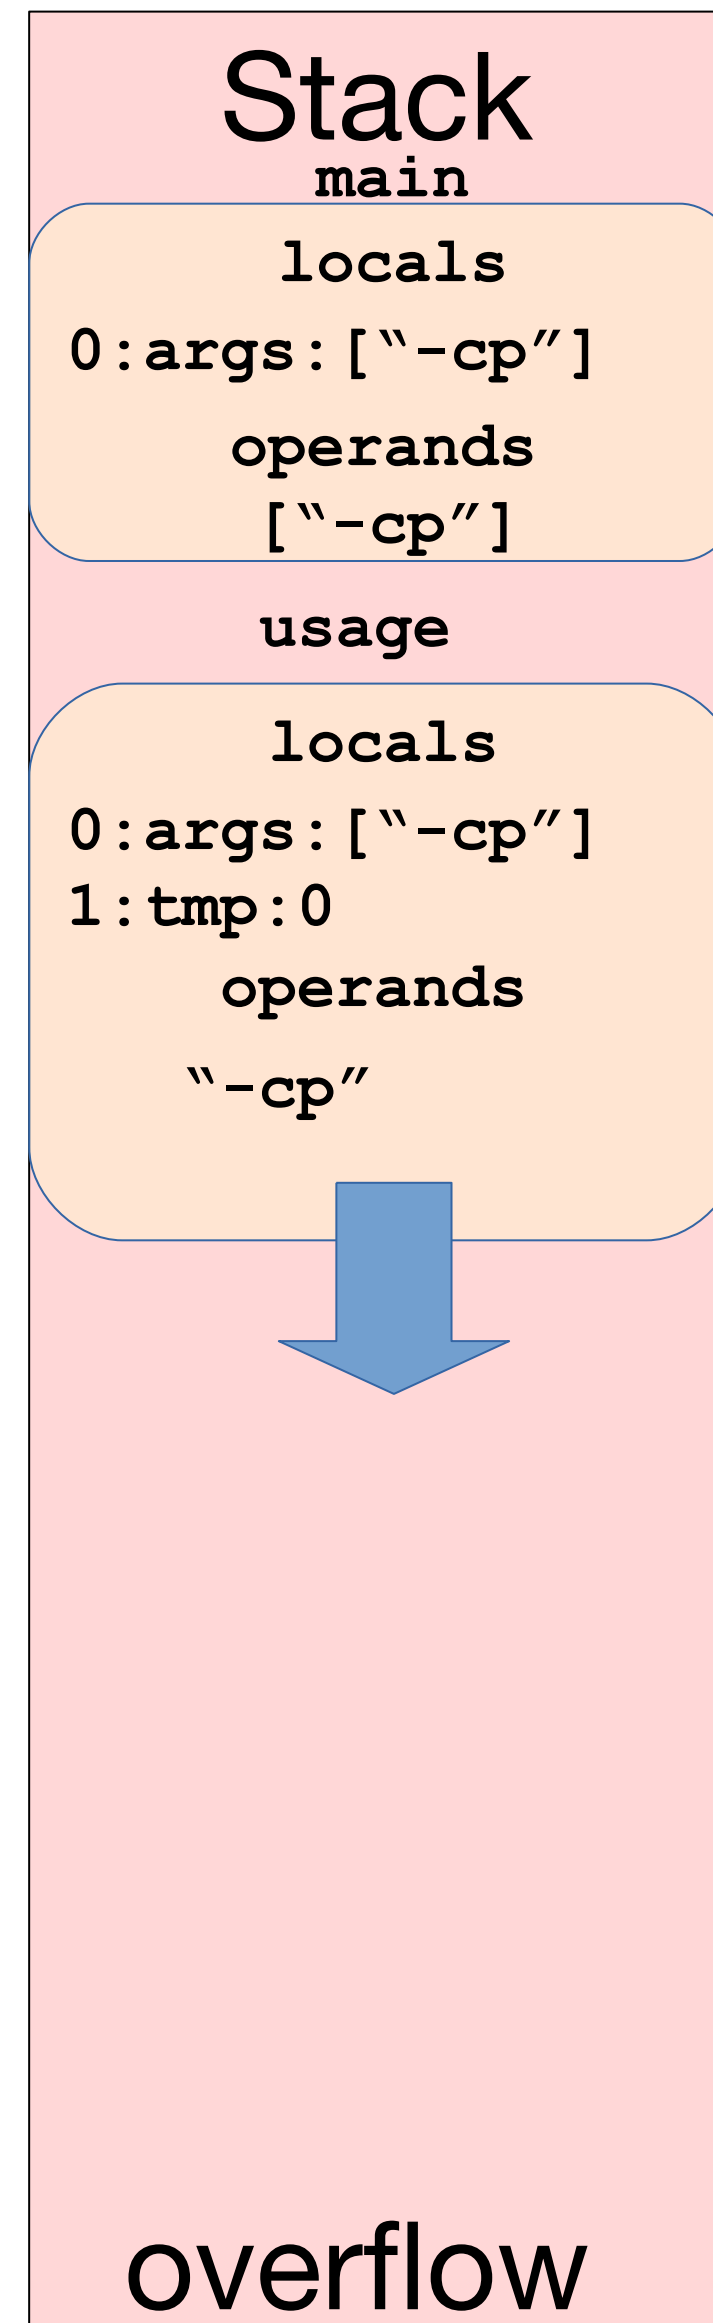 Stack
main
locals
0:args:[“-cp”]
operands
[“-cp”]
usage
locals
0:args:[“-cp”]
1:tmp:0
operands
“-cp”
overflow